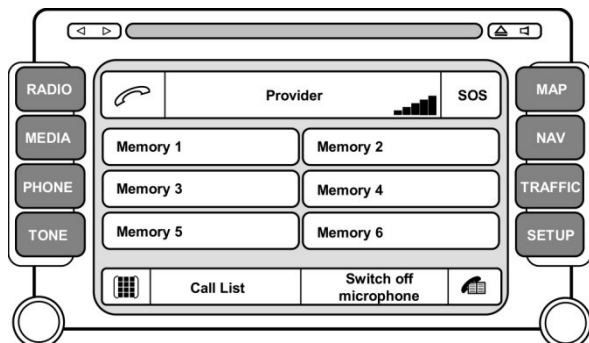 RADIO
MEDIA
PHONE
TONE
Provider
SOS
Memory 1
Memory 2
Memory 3
Memory 4
Memory 5
Memory 6
Call List
Switch off
microphone
MAP
NAV
TRAFFIC
SETUP